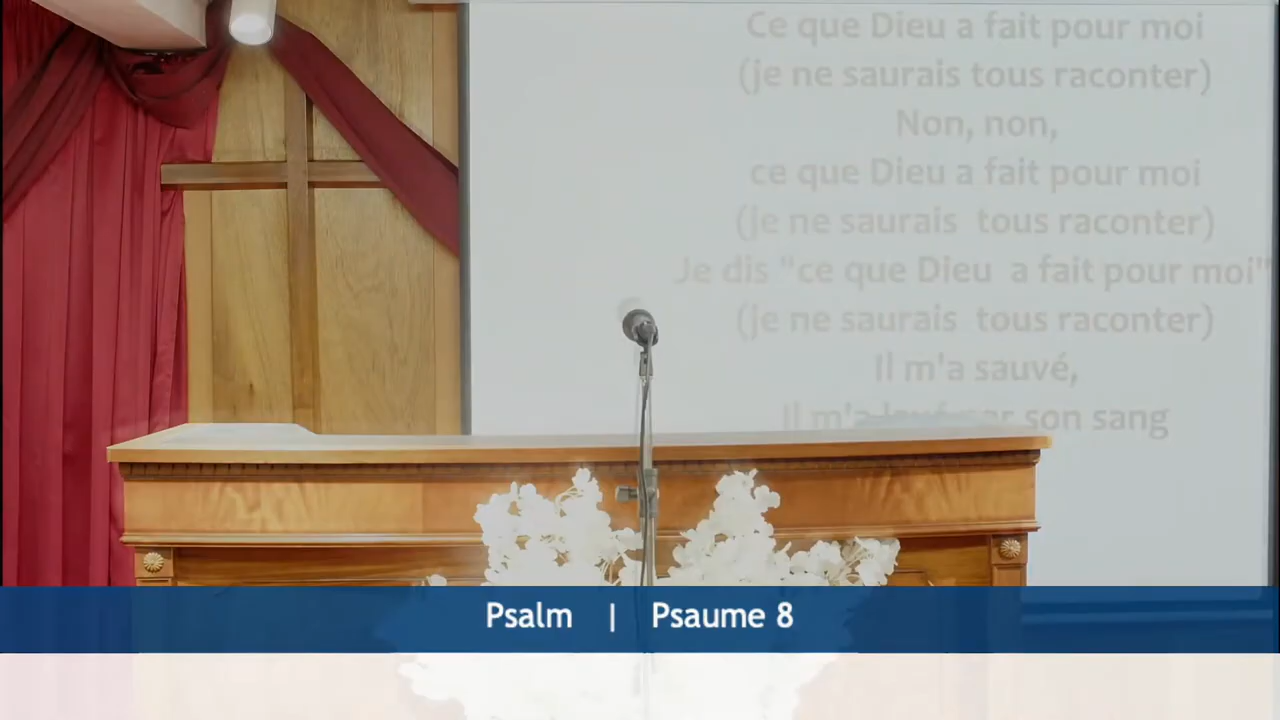 Ce que Dieu a fait pour moi
(je ne saurais tous raconter)
Non, non,
ce que Dieu a fait pour moi
(je ne saurais  tous raconter)
Je dis "ce que Dieu  a fait pour moi"
(je ne saurais  tous raconter)
Il m'a sauvé,
Il m'a son sang
Psalm | Psaume 8